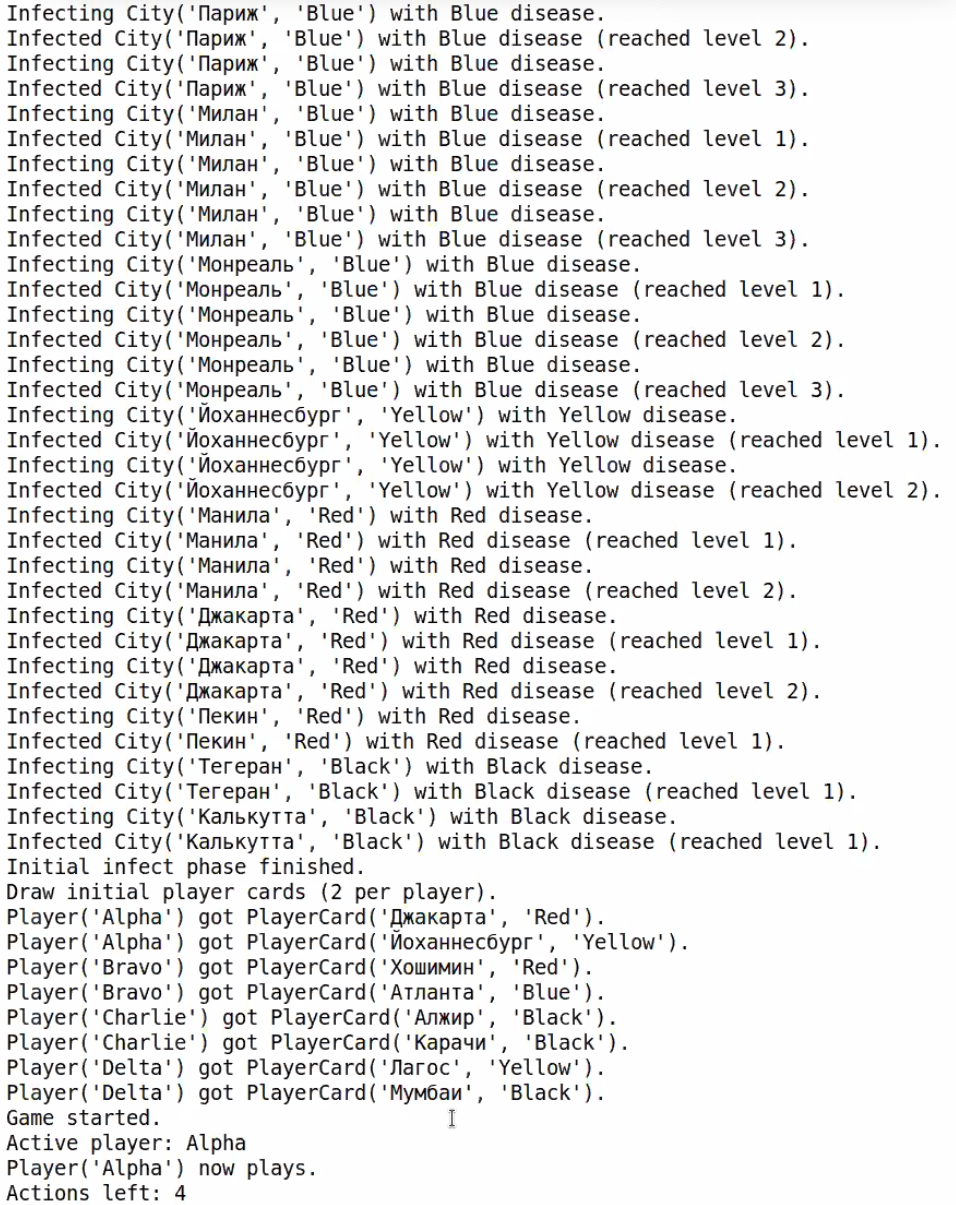 Infecting City('Париж', 'Blue') with Blue disease.
Infected City('Париж', 'Blue') with Blue disease (reached level 2).
Infecting City('Париж', 'Blue') with Blue disease.
Infected City('Париж', 'Blue') with Blue disease (reached level 3).
Infecting City('Милан', 'Blue') with Blue disease.
Infected City('Милан', 'Blue') with Blue disease (reached level 1).
Infecting City('Милан', 'Blue') with Blue disease.
Infected City('Милан', 'Blue') with Blue disease (reached level 2).
Infecting City('Милан', 'Blue') with Blue disease.
Infected City('Милан', 'Blue') with Blue disease (reached level 3).
Infecting City('Монреаль', 'Blue') with Blue disease.
Infected City('Монреаль', 'Blue') with Blue disease (reached level 1).
Infecting City('Монреаль', 'Blue') with Blue disease.
Infected City('Монреаль', 'Blue') with Blue disease (reached level 2).
Infecting City('Монреаль', 'Blue') with Blue disease.
Infected City('Монреаль', 'Blue') with Blue disease (reached level 3).
Infecting City('Йоханнесбург', 'Yellow') with Yellow disease.
Infected City('Йоханнесбург', 'Yellow') with Yellow disease (reached level 1).
Infecting City('Йоханнесбург', 'Yellow') with Yellow disease.
Infected City('Йоханнесбург', 'Yellow') with Yellow disease (reached level 2).
Infecting City('Манила', 'Red') with Red disease.
Infected City('Манила', 'Red') with Red disease (reached level 1).
Infecting City('Манила', 'Red') with Red disease.
Infected City('Манила', 'Red') with Red disease (reached level 2).
Infecting City('Джакарта', 'Red') with Red disease.
Infected City('Джакарта', 'Red') with Red disease (reached level 1).
Infecting City('Джакарта', 'Red') with Red disease.
Infected City('Джакарта', 'Red') with Red disease (reached level 2).
Infecting City('Пекин', 'Red') with Red disease.
Infected City('Пекин', 'Red') with Red disease (reached level 1).
Infecting City('Тегеран', 'Black') with Black disease.
Infected City('Тегеран', 'Black') with Black disease (reached level 1).
Infecting City('Калькутта', 'Black') with Black disease.
Infected City('Калькутта', 'Black') with Black disease (reached level 1).
Initial infect phase finished.
Draw initial player cards (2 per player).
Player('Alpha') got PlayerCard('Джакарта', 'Red').
Player('Alpha') got PlayerCard('Йоханнесбург', 'Yellow').
Player('Bravo') got PlayerCard('Хошимин', 'Red').
Player('Bravo') got PlayerCard('Атланта', 'Blue').
Player('Charlie') got PlayerCard('Алжир', 'Black').
Player('Charlie') got PlayerCard('Карачи', 'Black').
Player('Delta') got PlayerCard('Лагос', 'Yellow').
Player('Delta') got PlayerCard('Мумбаи', 'Black').
Game started.
Active player: Alpha
Player('Alpha') now plays.
Actions left: 4